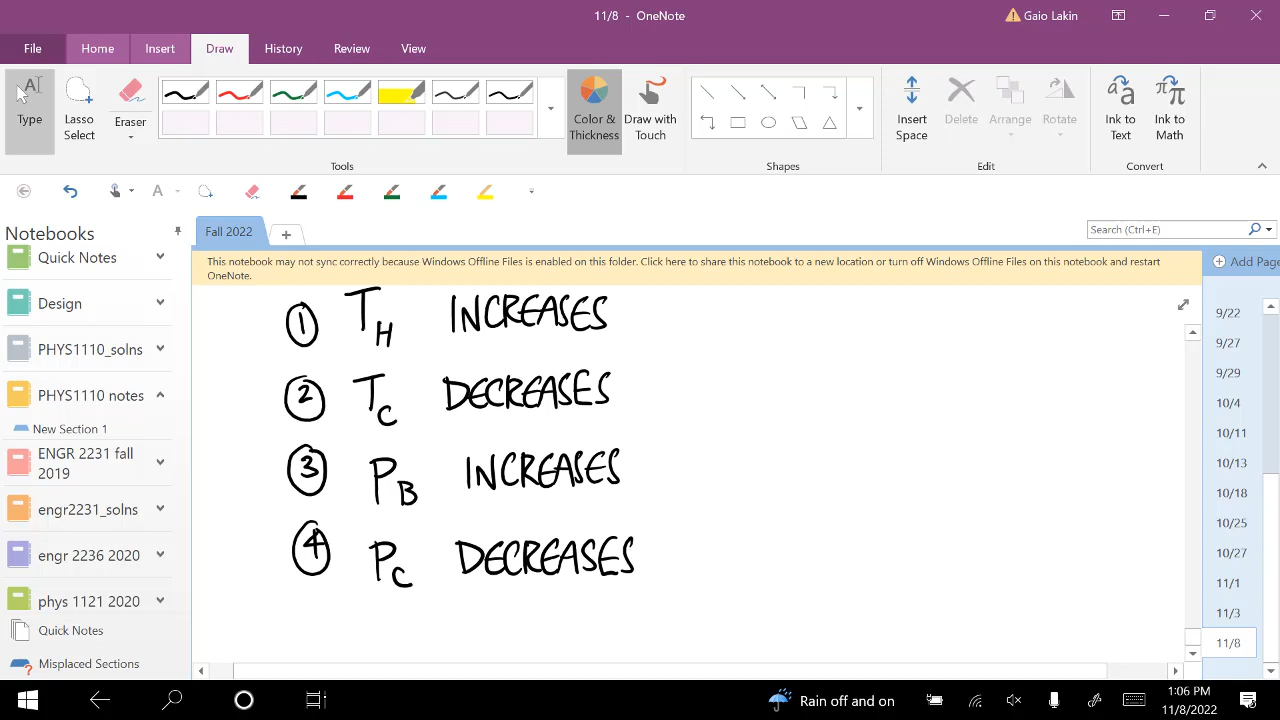 11/8 - OneNote
Gaio Lakin
File Home Insert Draw History Review View
Type
Lasso Select
Eraser
Color & Thickness
Draw with Touch
Insert Space
Delete
Arrange
Rotate
Ink to Text
Ink to Math
Tools
Shapes
Edit
Convert
Notebooks
Fall 2022
Search (Ctrl+E)
This notebook may not sync correctly because Windows Offline Files is enabled on this folder. Click here to share this notebook to a new location or turn off Windows Offline Files on this notebook and restart
OneNote.
Add Page
Quick Notes
Design
PHYS1110_solns
PHYS1110 notes
New Section 1
ENGR 2231 fall
2019
engr2231_solns
engr 2236 2020
phys 1121 2020
Quick Notes
Misplaced Sections
① T_H INCREASES
② T_C DECREASES
③ P_B INCREASES
④ P_C DECREASES
9/22
9/27
9/29
10/4
10/11
10/13
10/18
10/25
10/27
11/1
11/3
11/8
Rain off and on
1:06 PM
11/8/2022